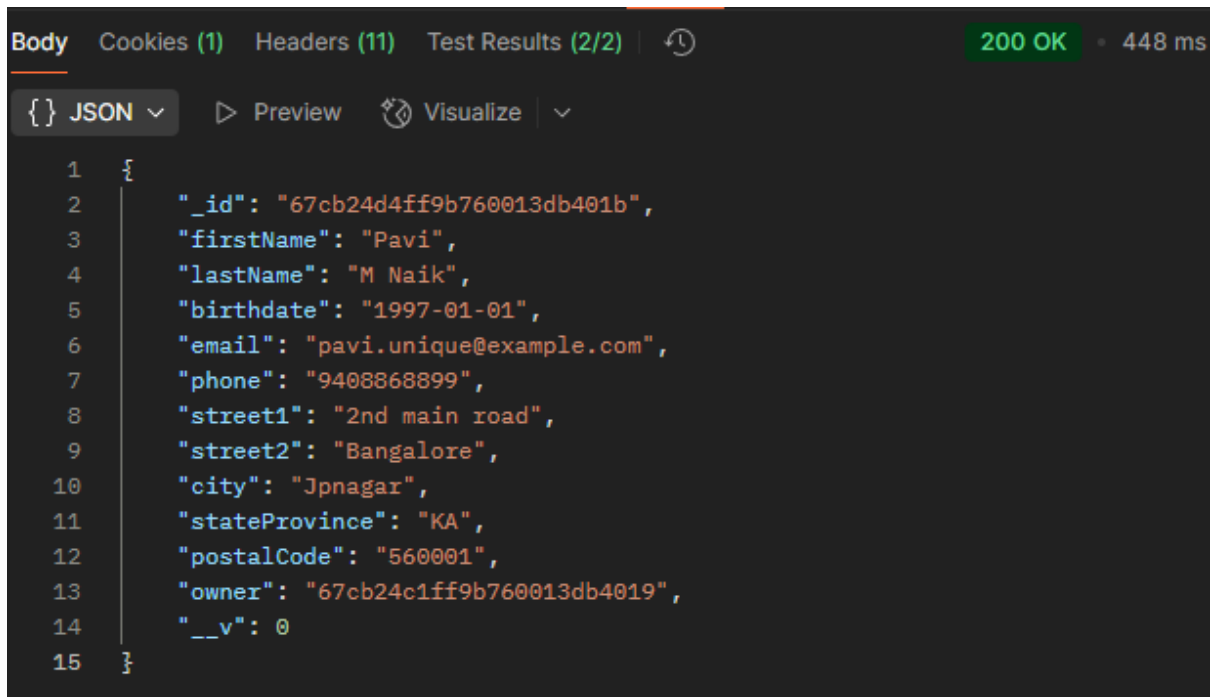 Body Cookies (1) Headers (11) Test Results (2/2) 200 OK • 448 ms
{} JSON Preview Visualize
1 {
2 "_id": "67cb24d4ff9b760013db401b",
3 "firstName": "Pavi",
4 "lastName": "M Naik",
5 "birthdate": "1997-01-01",
6 "email": "pavi.unique@example.com",
7 "phone": "9408868899",
8 "street1": "2nd main road",
9 "street2": "Bangalore",
10 "city": "Jpnagar",
11 "stateProvince": "KA",
12 "postalCode": "560001",
13 "owner": "67cb24c1ff9b760013db4019",
14 "__v": 0
15 }